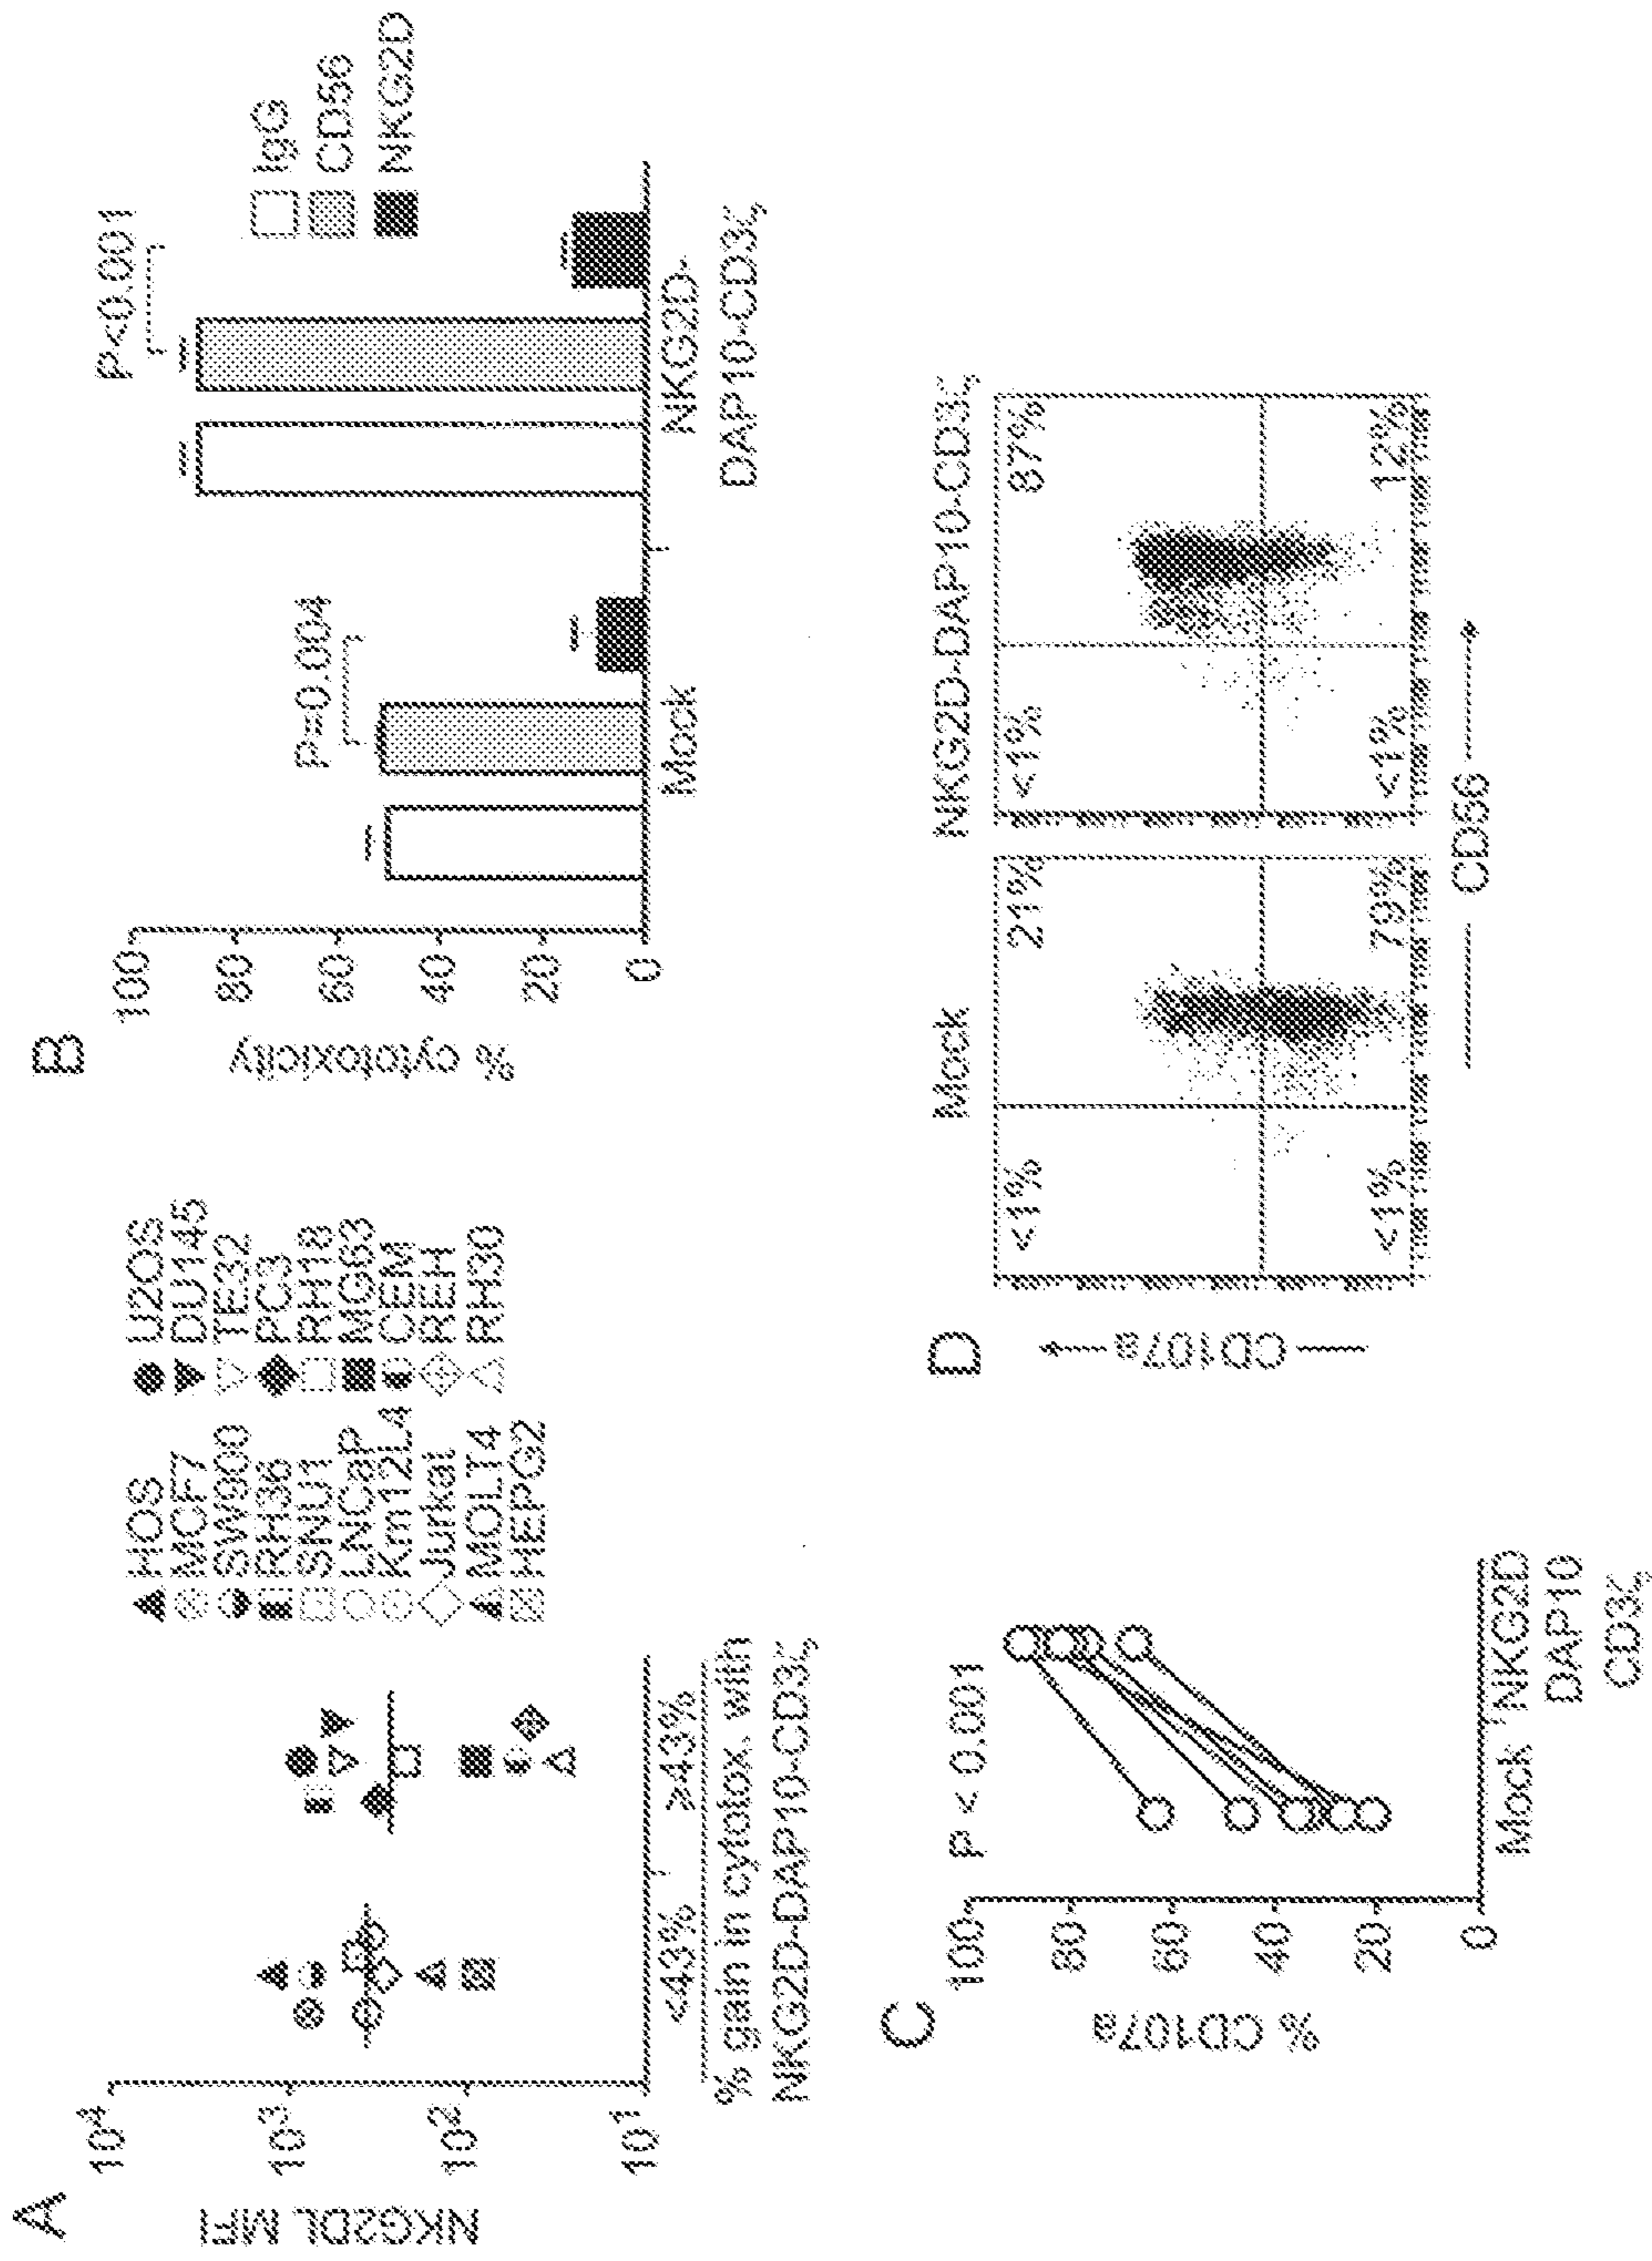 A
NKG2DL MFI
10⁴
10³
10²
10¹
<43%
≥43%
% gain in cytotox. with
NKG2D-DAP10-CD3ζ
HOS
MCF7
SW900
RH36
SNU1
LNCaP
Km12L4
Jurkat
MOLT4
HEPG2
U2OS
DU145
TE32
PC3
RH18
MG63
CEM
REH
RH30
B
% cytotoxicity
100
80
60
40
20
0
P=0.004
P<0.001
Mock
NKG2D-
DAP10-CD3ζ
IgG
CD56
NKG2D
C
% CD107a
100
80
60
40
20
0
P < 0.001
Mock
NKG2D
DAP10
CD3ζ
D
CD107a
Mock
NKG2D-DAP10-CD3ζ
<1%
21%
<1%
87%
<1%
79%
<1%
12%
CD56